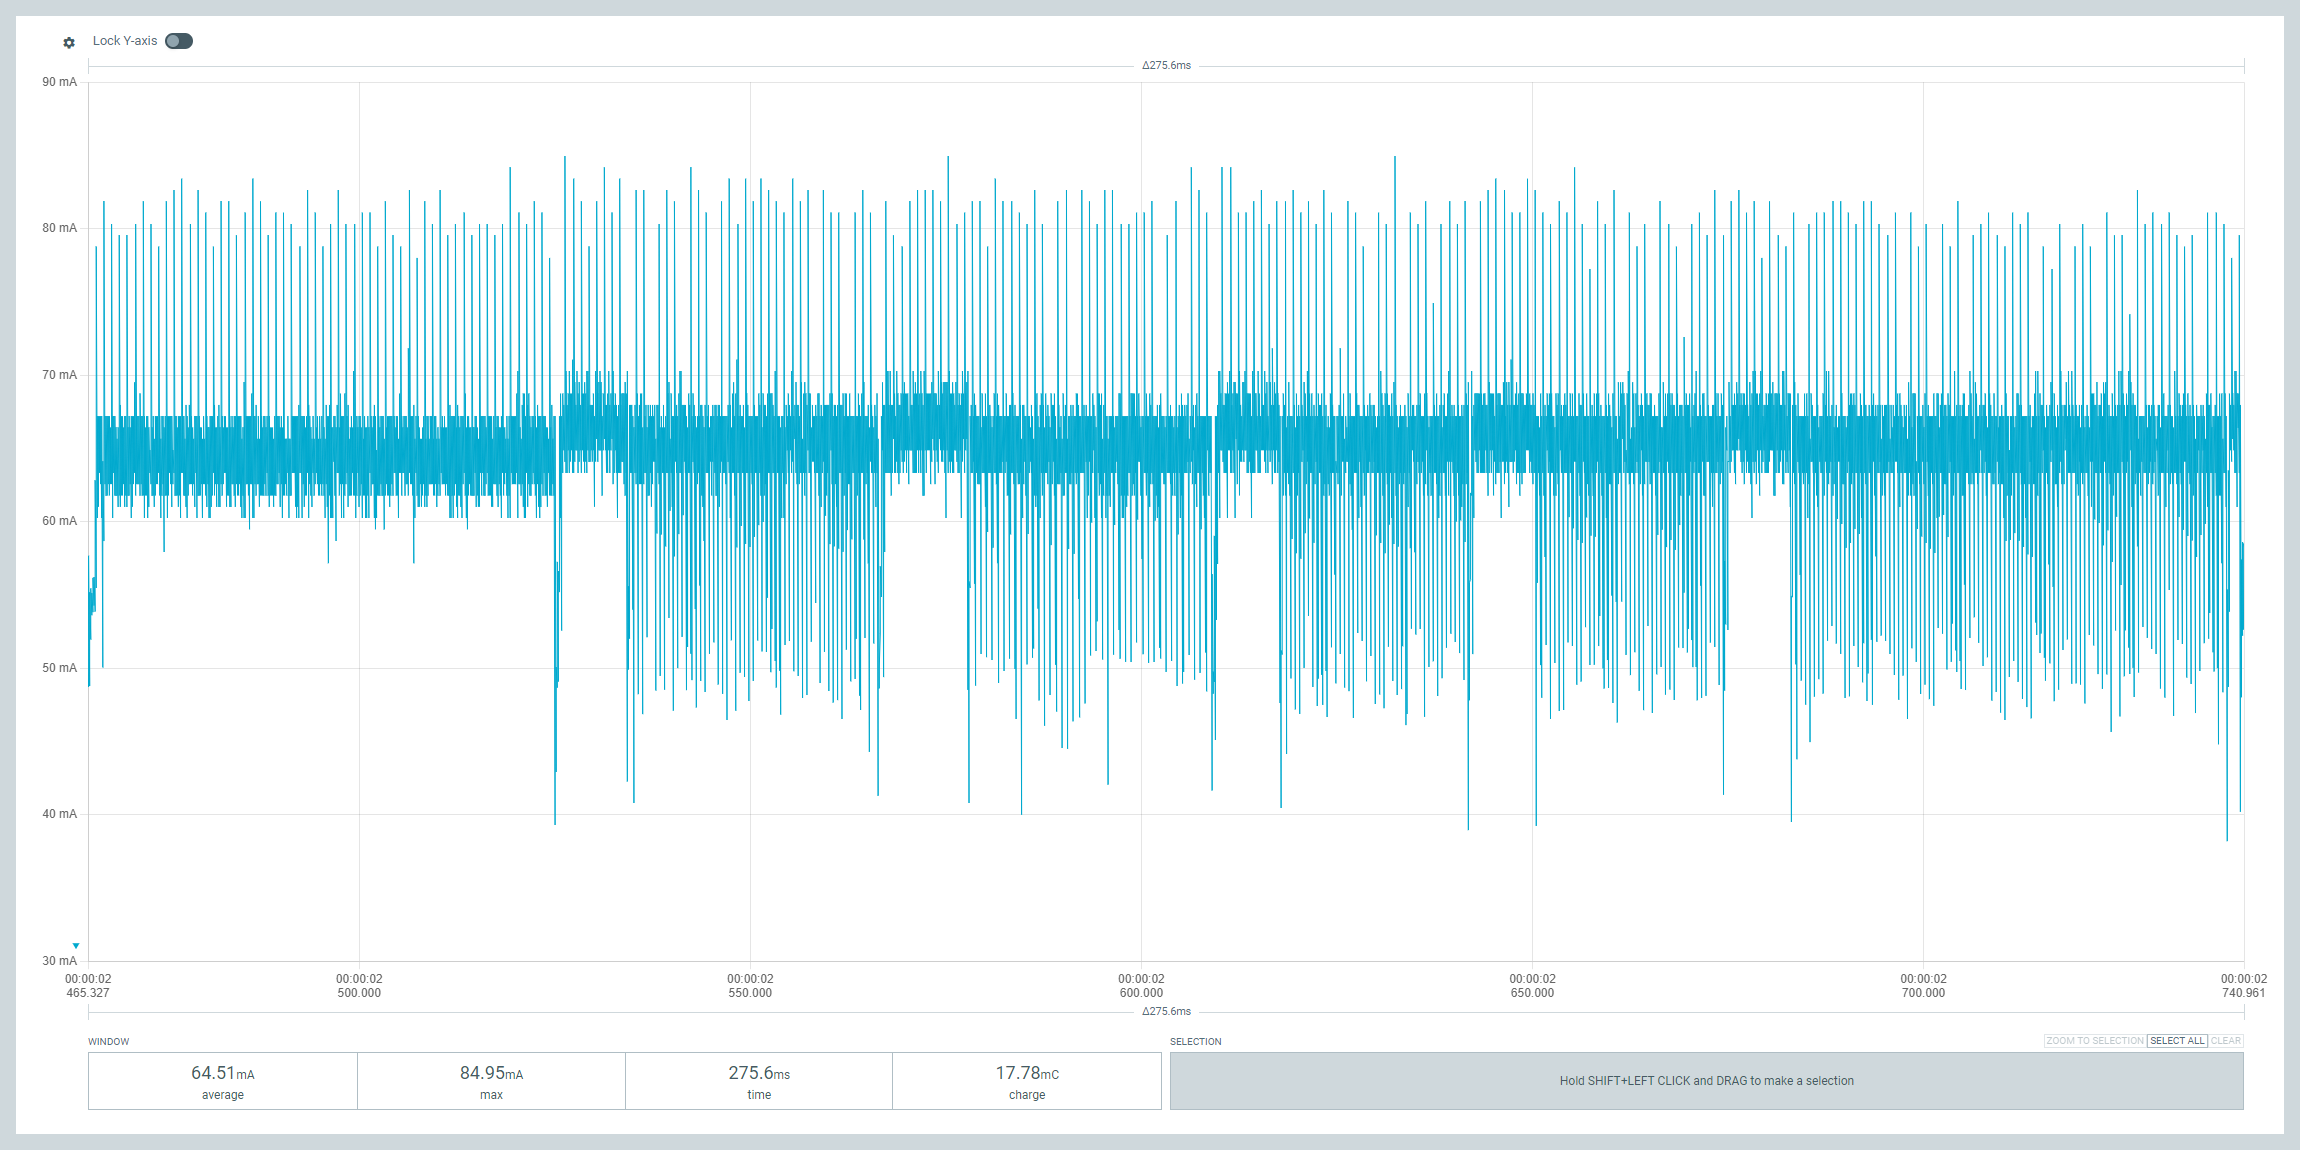 Lock Y-axis
Δ275.6ms
90 mA
80 mA
70 mA
60 mA
50 mA
40 mA
30 mA
00:00:02 00:00:02 00:00:02 00:00:02 00:00:02 00:00:02 00:00:02
465.327 500.000 550.000 600.000 650.000 700.000 740.961
Δ275.6ms
WINDOW
64.51mA 84.95mA 275.6ms 17.78mC
average max time charge
SELECTION
ZOOM TO SELECTION SELECT ALL CLEAR
Hold SHIFT+LEFT CLICK and DRAG to make a selection